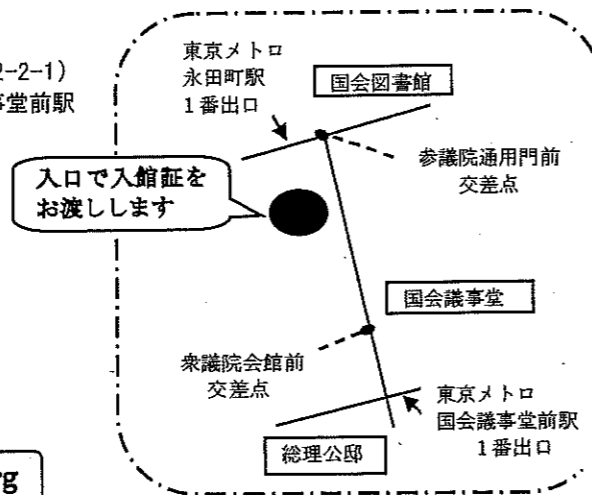 2-2-1)
事堂前駅
東京メトロ
永田町駅
1番出口
国会図書館
参議院通用門前
交差点
入口で入館証を
お渡しします
国会議事堂
衆議院会館前
交差点
東京メトロ
国会議事堂前駅
1番出口
総理公邸
rg